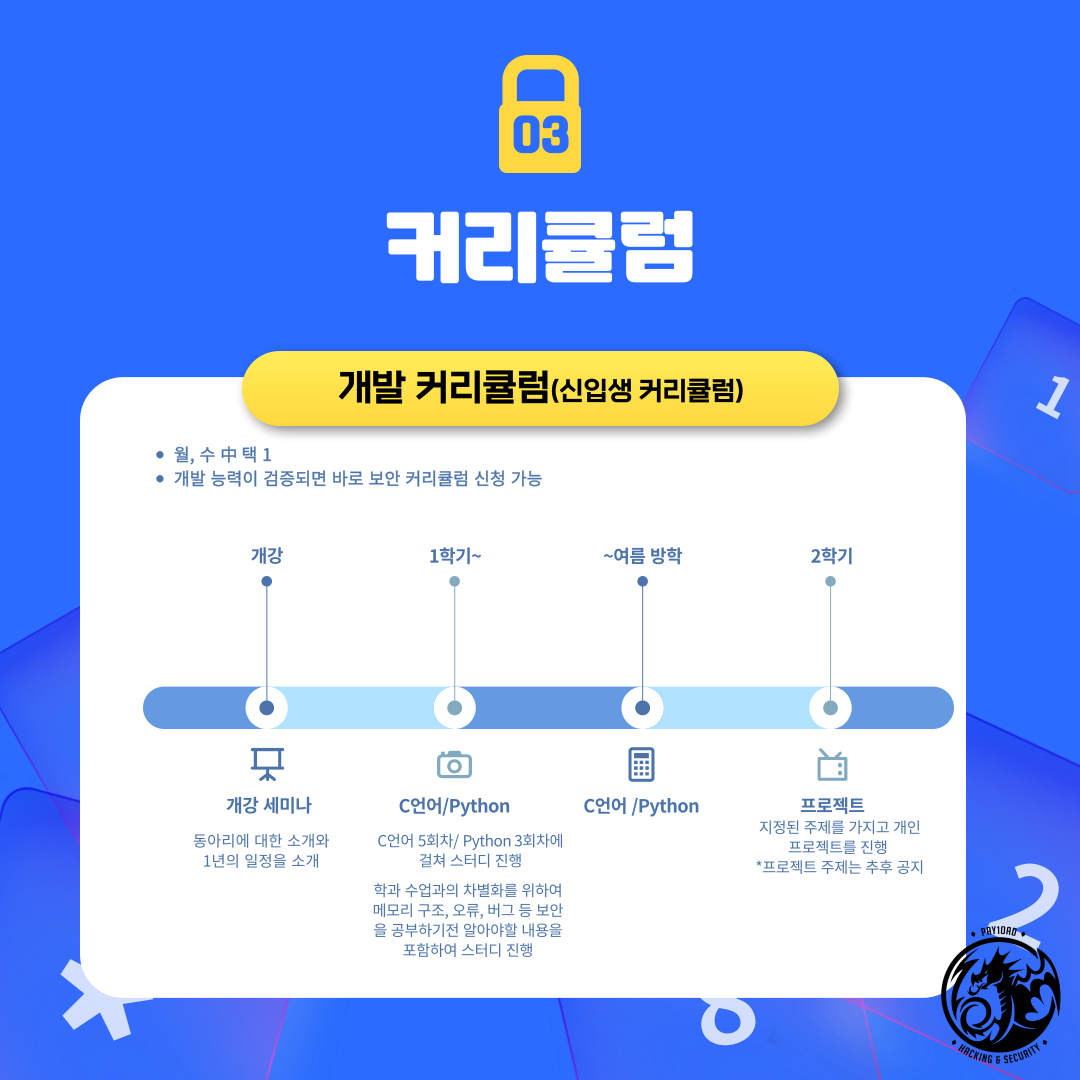 03
커리큘럼
개발 커리큘럼(신입생 커리큘럼)
월, 수 中 택 1
개발 능력이 검증되면 바로 보안 커리큘럼 신청 가능
개강
1학기~
~여름 방학
2학기
개강 세미나
동아리에 대한 소개와
1년의 일정을 소개
C언어/Python
C언어 5회차/ Python 3회차에
걸쳐 스터디 진행
학과 수업과의 차별화를 위하여
메모리 구조, 오류, 버그 등 보안
을 공부하기전 알아야할 내용을
포함하여 스터디 진행
C언어 /Python
프로젝트
지정된 주제를 가지고 개인
프로젝트를 진행
*프로젝트 주제는 추후 공지
1
2
*
8
PAY1OAD
HACKING & SECURITY